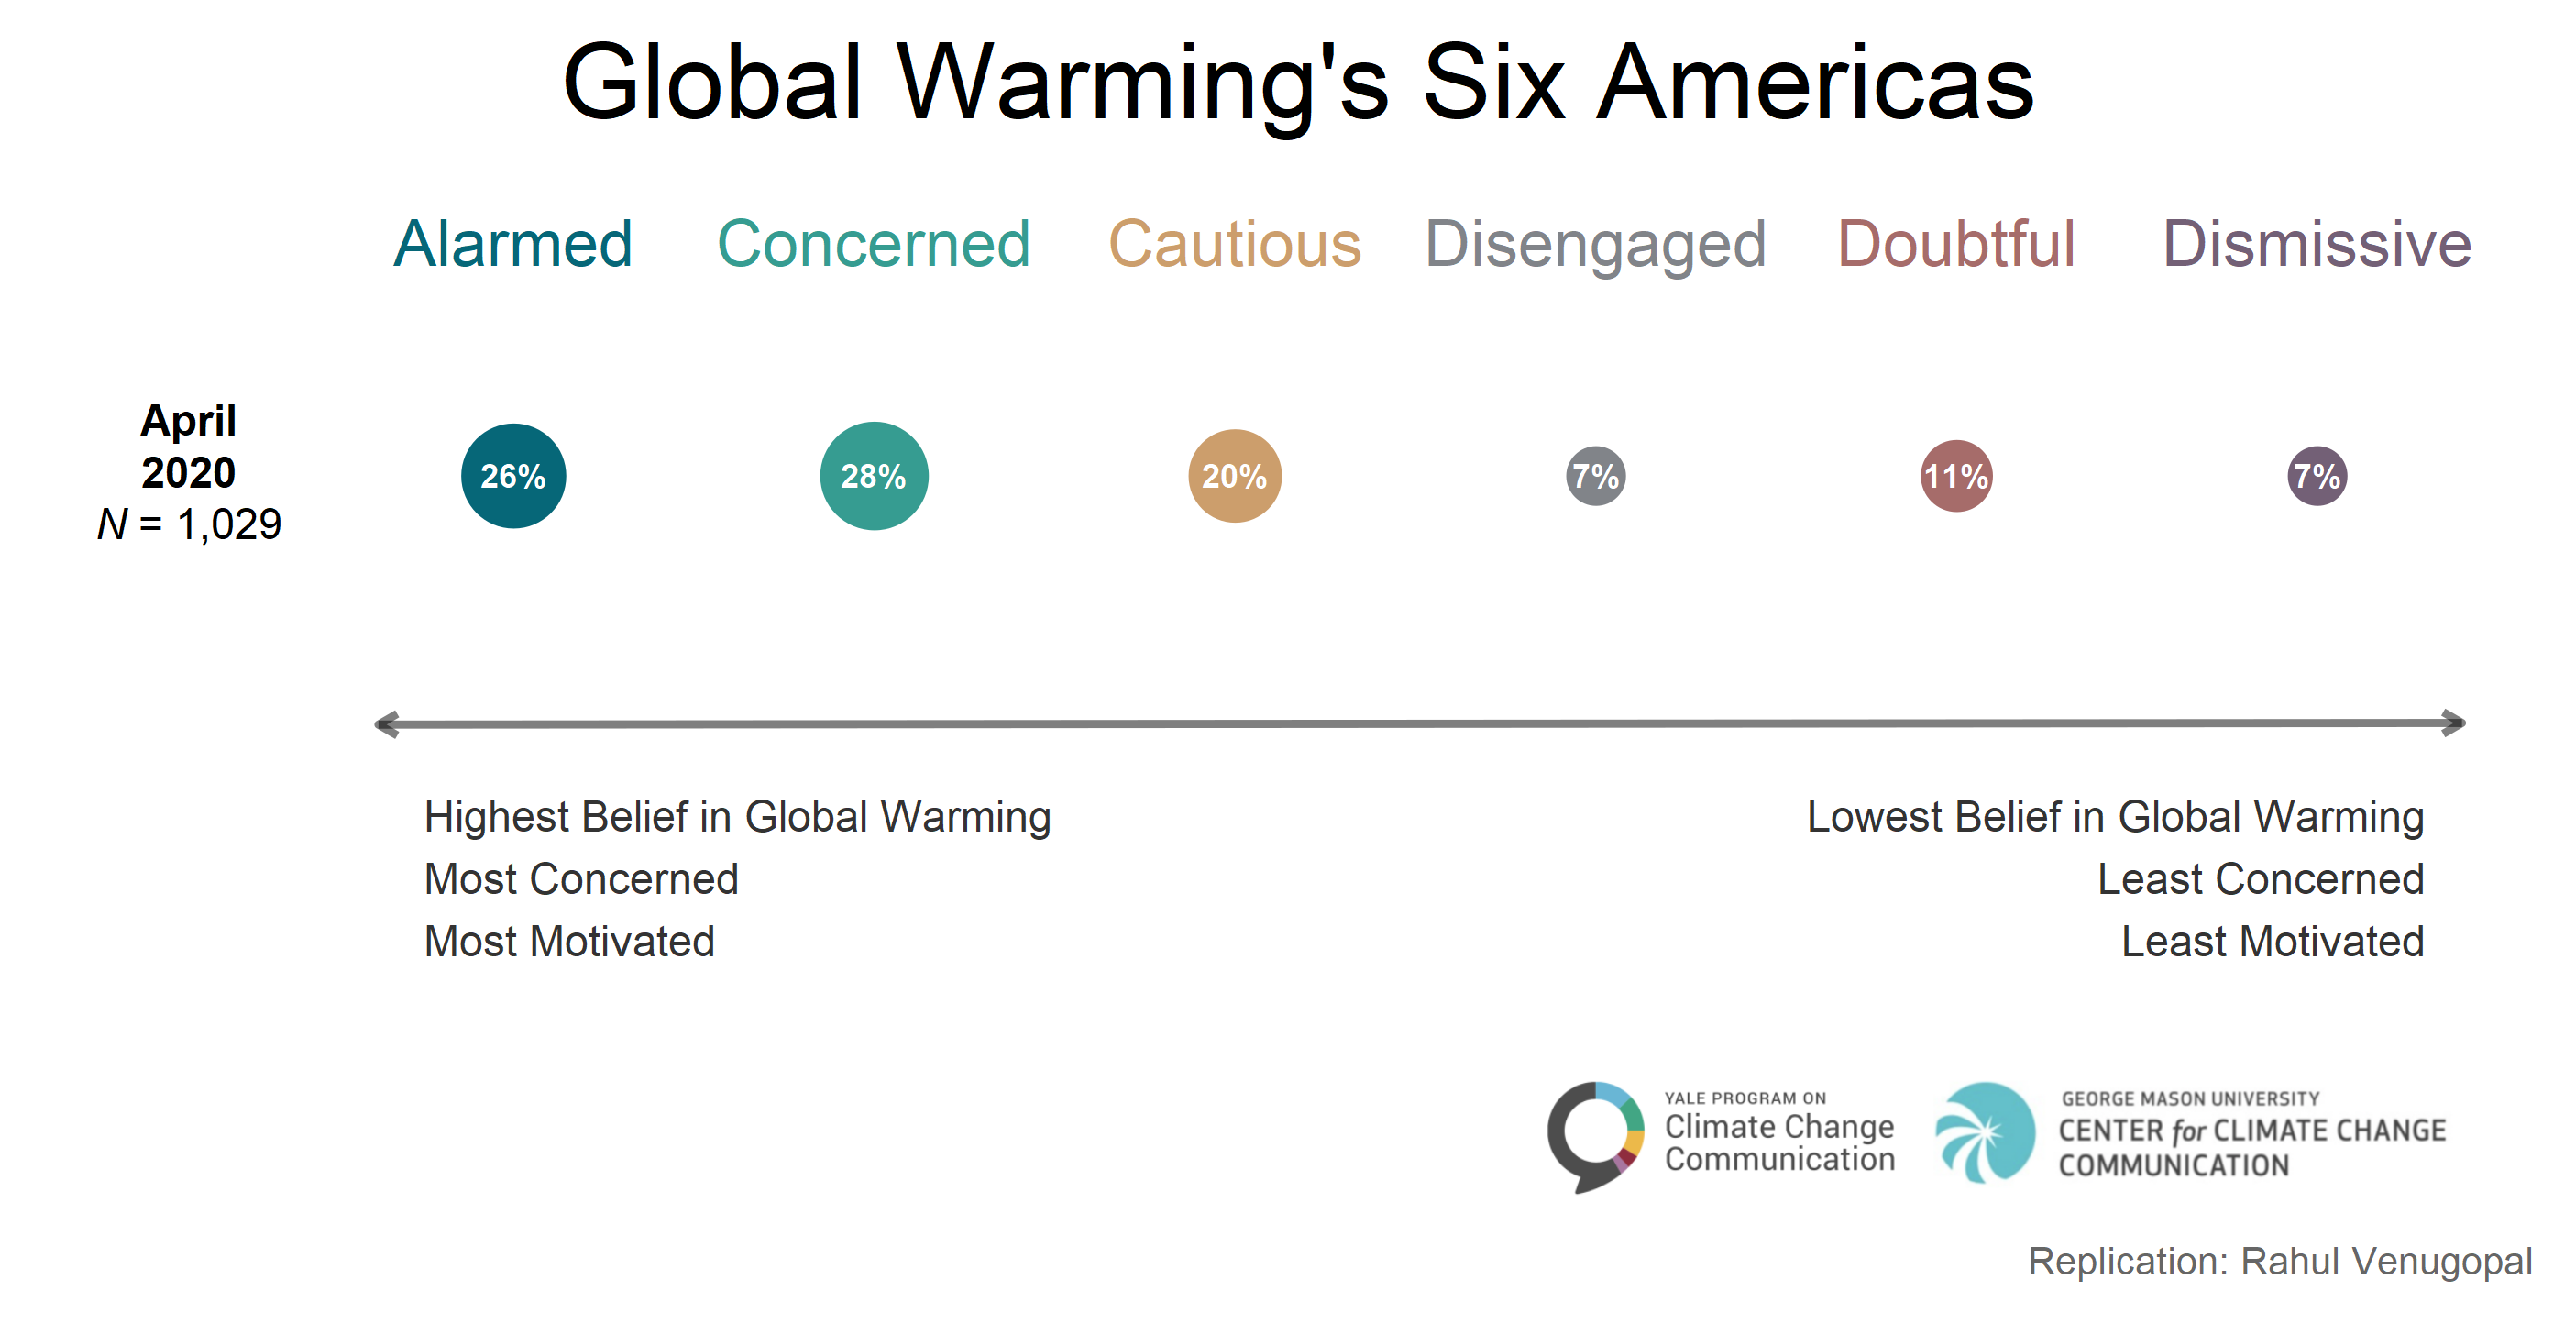 Global Warming's Six Americas
Alarmed Concerned Cautious Disengaged Doubtful Dismissive
April
2020
N = 1,029
26% 28% 20% 7% 11% 7%
Highest Belief in Global Warming
Most Concerned
Most Motivated
Lowest Belief in Global Warming
Least Concerned
Least Motivated
YALE PROGRAM ON
Climate Change
Communication
GEORGE MASON UNIVERSITY
CENTER for CLIMATE CHANGE
COMMUNICATION
Replication: Rahul Venugopal